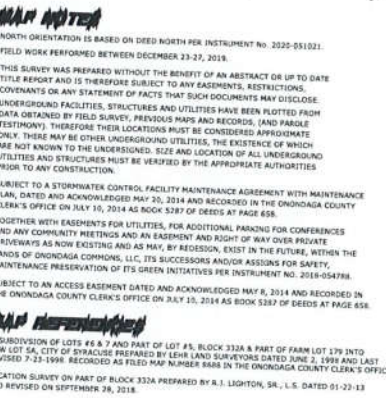 MAP NOTES
NORTH ORIENTATION IS BASED ON DEED NORTH PER INSTRUMENT No. 2020-051021.
FIELD WORK PERFORMED BETWEEN DECEMBER 23-27, 2019.
THIS SURVEY WAS PREPARED WITHOUT THE BENEFIT OF AN ABSTRACT OR UP TO DATE
TITLE REPORT AND IS THEREFORE SUBJECT TO ANY EASEMENTS, RESTRICTIONS,
COVENANTS OR ANY STATEMENT OF FACTS THAT SUCH DOCUMENTS MAY DISCLOSE.
UNDERGROUND FACILITIES, STRUCTURES AND UTILITIES HAVE BEEN PLOTTED FROM
DATA OBTAINED BY FIELD SURVEY, PREVIOUS MAPS AND RECORDS, (AND PAROLE
TESTIMONY). THEREFORE THEIR LOCATIONS MUST BE CONSIDERED APPROXIMATE
ONLY. THERE MAY BE OTHER UNDERGROUND UTILITIES, THE EXISTENCE OF WHICH
ARE NOT KNOWN TO THE UNDERSIGNED. SIZE AND LOCATION OF ALL UNDERGROUND
UTILITIES AND STRUCTURES MUST BE VERIFIED BY THE APPROPRIATE AUTHORITIES
PRIOR TO ANY CONSTRUCTION.
UBJECT TO A STORMWATER CONTROL FACILITY MAINTENANCE AGREEMENT WITH MAINTENANCE
LAN, DATED AND ACKNOWLEDGED MAY 20, 2014 AND RECORDED IN THE ONONDAGA COUNTY
LERK'S OFFICE ON JULY 10, 2014 AS BOOK 5287 OF DEEDS AT PAGE 658.
OGETHER WITH EASEMENTS FOR UTILITIES, FOR ADDITIONAL PARKING FOR CONFERENCES
ND ANY COMMUNITY MEETINGS AND AN EASEMENT AND RIGHT OF WAY OVER PRIVATE
RIVEWAYS AS NOW EXISTING AND AS MAY, BY REDESIGN, EXIST IN THE FUTURE, WITHIN THE
ANDS OF ONONDAGA COMMONS, LLC, ITS SUCCESSORS AND/OR ASSIGNS FOR SAFETY,
AINTENANCE PRESERVATION OF ITS GREEN INITIATIVES PER INSTRUMENT NO. 2018-054788.
UBJECT TO AN ACCESS EASEMENT DATED AND ACKNOWLEDGED MAY 8, 2014 AND RECORDED IN
HE ONONDAGA COUNTY CLERK'S OFFICE ON JULY 10, 2014 AS BOOK 5287 OF DEEDS AT PAGE 658.
MAP REFERENCES
SUBDIVISION OF LOTS #6 & 7 AND PART OF LOT #5, BLOCK 332A & PART OF FARM LOT 179 INTO
W LOT 5A, CITY OF SYRACUSE PREPARED BY LEHR LAND SURVEYORS DATED JUNE 2, 1998 AND LAST
VISED 7-23-1998. RECORDED AS FILED MAP NUMBER 8686 IN THE ONONDAGA COUNTY CLERK'S OFFIC
CATION SURVEY ON PART OF BLOCK 332A PREPARED BY R.J. LIGHTON, SR., L.S. DATED 01-22-13
D REVISED ON SEPTEMBER 28, 2018.